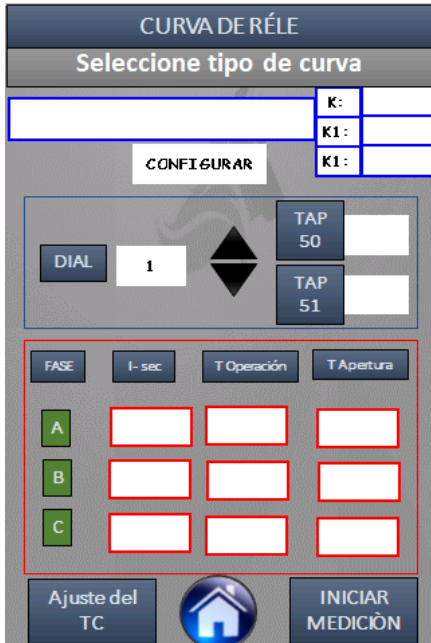 CURVA DE RÉLE
Seleccione tipo de curva
K:
K1:
CONFIGURAR
K1:
TAP
50
DIAL
1
TAP
51
FASE
I- sec
T Operación
T Apertura
A
B
C
Ajuste del
TC
INICIAR
MEDICIÒN